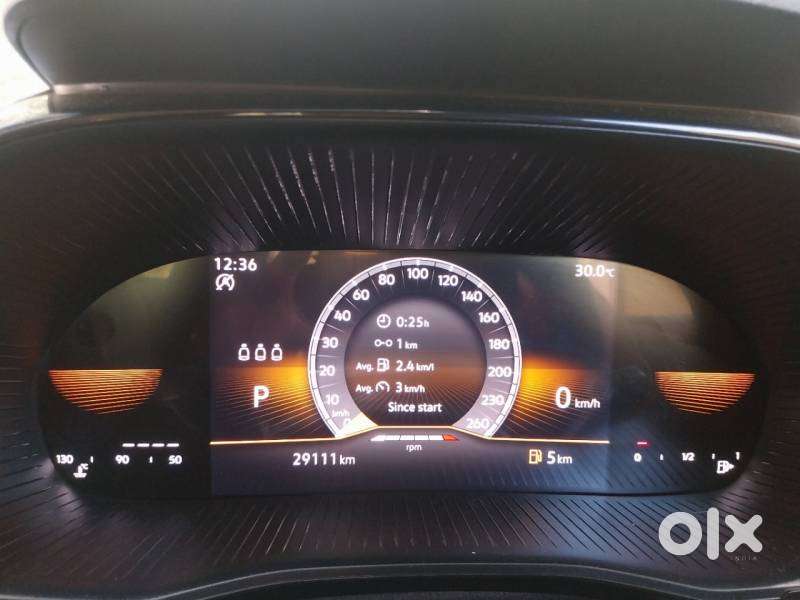 12:36
30.0°C
0 10 20 30 40 60 80 100 120 140 160 180 200 230 260
km/h
0:25h
1 km
Avg. 2.4 km/l
Avg. 3 km/h
Since start
P
0 km/h
rpm
130 90 50
29111 km
5 km
0 1/2 1
olx
INDIA